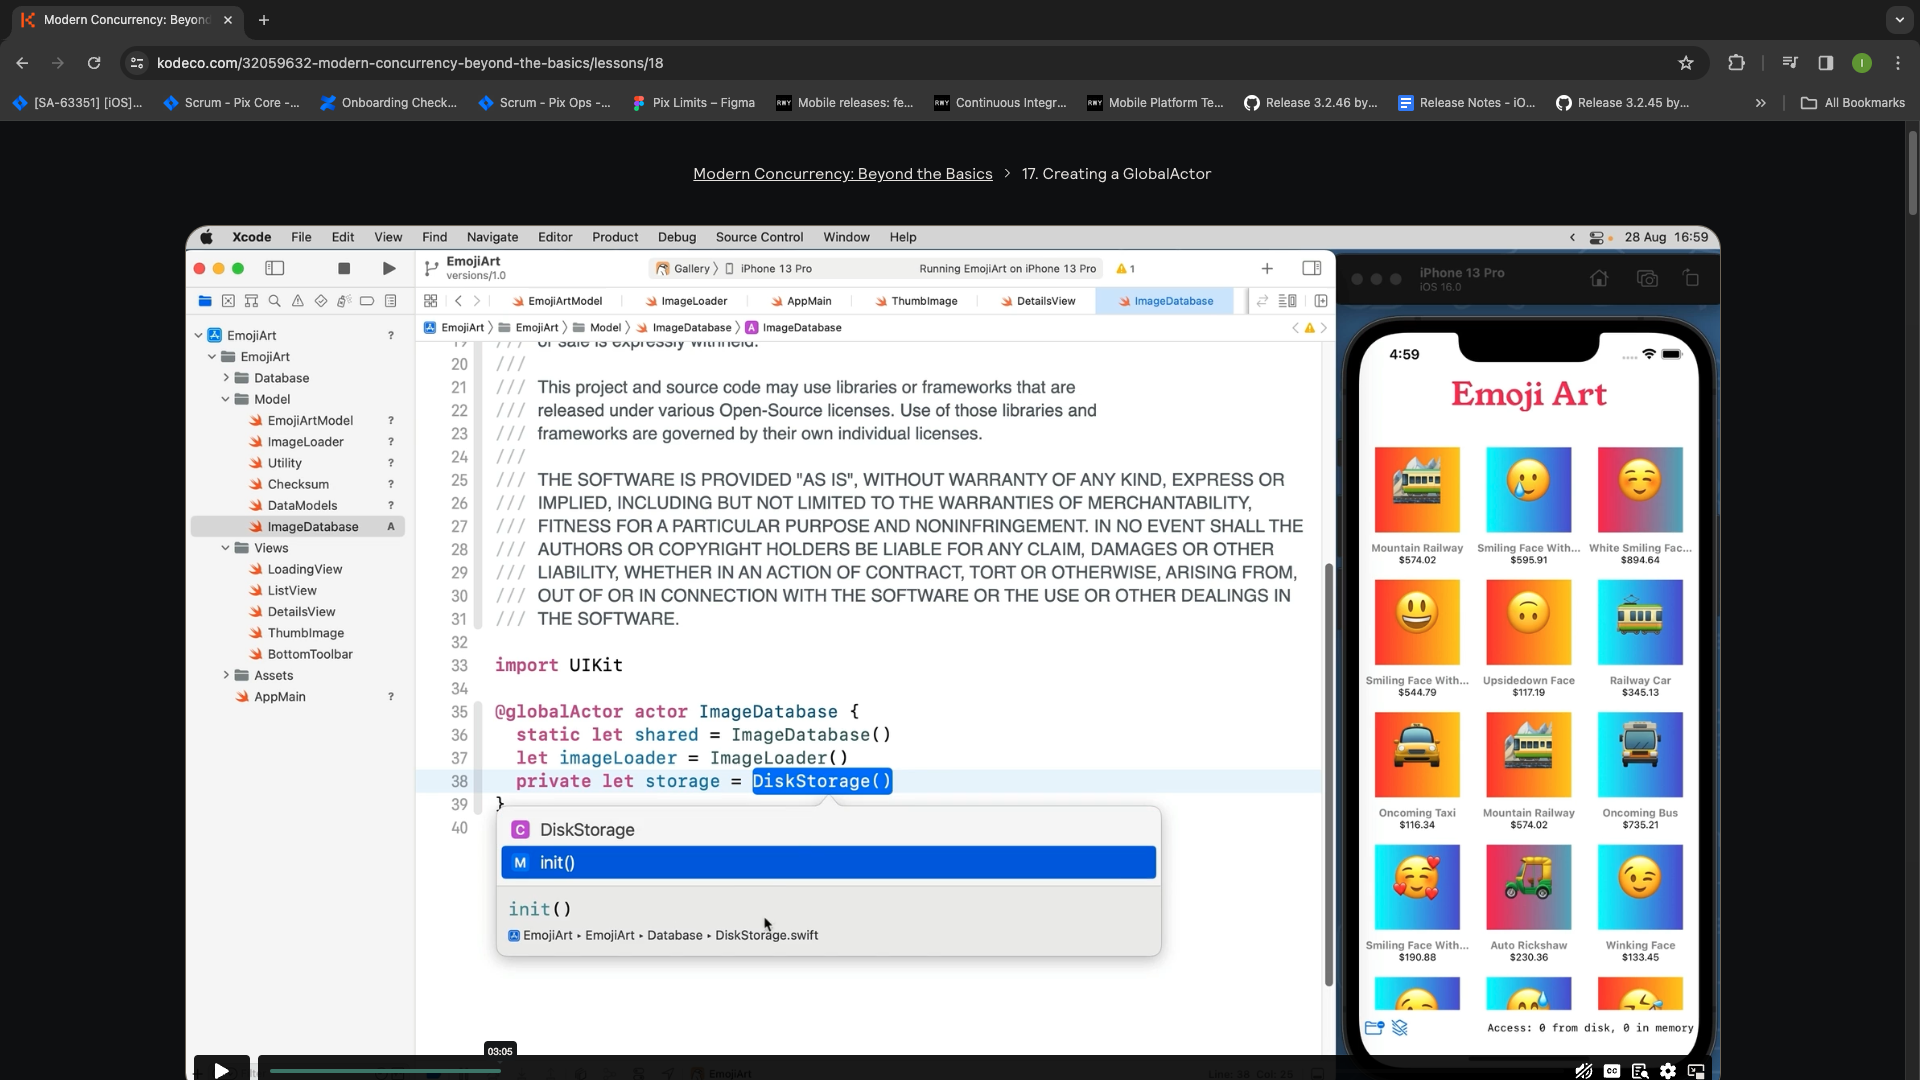 Modern Concurrency: Beyond
kodeco.com/32059632-modern-concurrency-beyond-the-basics/lessons/18
[SA-63351] [iOS]...
Scrum - Pix Core -...
Onboarding Check...
Scrum - Pix Ops -...
Pix Limits – Figma
Mobile releases: fe...
Continuous Integr...
Mobile Platform Te...
Release 3.2.46 by...
Release Notes - iO...
Release 3.2.45 by...
All Bookmarks
Modern Concurrency: Beyond the Basics > 17. Creating a GlobalActor
Xcode File Edit View Find Navigate Editor Product Debug Source Control Window Help
28 Aug 16:59
EmojiArt
versions/1.0
Gallery
iPhone 13 Pro
Running EmojiArt on iPhone 13 Pro
1
EmojiArtModel
ImageLoader
AppMain
ThumbImage
DetailsView
ImageDatabase
EmojiArt
EmojiArt
Model
ImageDatabase
ImageDatabase
EmojiArt ?
EmojiArt
Database
Model
EmojiArtModel ?
ImageLoader ?
Utility ?
Checksum ?
DataModels ?
ImageDatabase A
Views
LoadingView
ListView
DetailsView
ThumbImage
BottomToolbar
Assets
AppMain ?
19 /// or sale is expressly withheld.
20 ///
21 /// This project and source code may use libraries or frameworks that are
22 /// released under various Open-Source licenses. Use of those libraries and
23 /// frameworks are governed by their own individual licenses.
24 ///
25 /// THE SOFTWARE IS PROVIDED "AS IS", WITHOUT WARRANTY OF ANY KIND, EXPRESS OR
26 /// IMPLIED, INCLUDING BUT NOT LIMITED TO THE WARRANTIES OF MERCHANTABILITY,
27 /// FITNESS FOR A PARTICULAR PURPOSE AND NONINFRINGEMENT. IN NO EVENT SHALL THE
28 /// AUTHORS OR COPYRIGHT HOLDERS BE LIABLE FOR ANY CLAIM, DAMAGES OR OTHER
29 /// LIABILITY, WHETHER IN AN ACTION OF CONTRACT, TORT OR OTHERWISE, ARISING FROM,
30 /// OUT OF OR IN CONNECTION WITH THE SOFTWARE OR THE USE OR OTHER DEALINGS IN
31 /// THE SOFTWARE.
32
33 import UIKit
34
35 @globalActor actor ImageDatabase {
36 static let shared = ImageDatabase()
37 let imageLoader = ImageLoader()
38 private let storage = DiskStorage()
39 }
40
C DiskStorage
M init()
init()
EmojiArt ▸ EmojiArt ▸ Database ▸ DiskStorage.swift
iPhone 13 Pro
iOS 16.0
4:59
Emoji Art
Mountain Railway
$574.02
Smiling Face With...
$595.91
White Smiling Fac...
$894.64
Smiling Face With...
$544.79
Upsidedown Face
$117.19
Railway Car
$345.13
Oncoming Taxi
$116.34
Mountain Railway
$574.02
Oncoming Bus
$735.21
Smiling Face With...
$190.88
Auto Rickshaw
$230.36
Winking Face
$133.45
Access: 0 from disk, 0 in memory
03:05
EmojiArt
CC